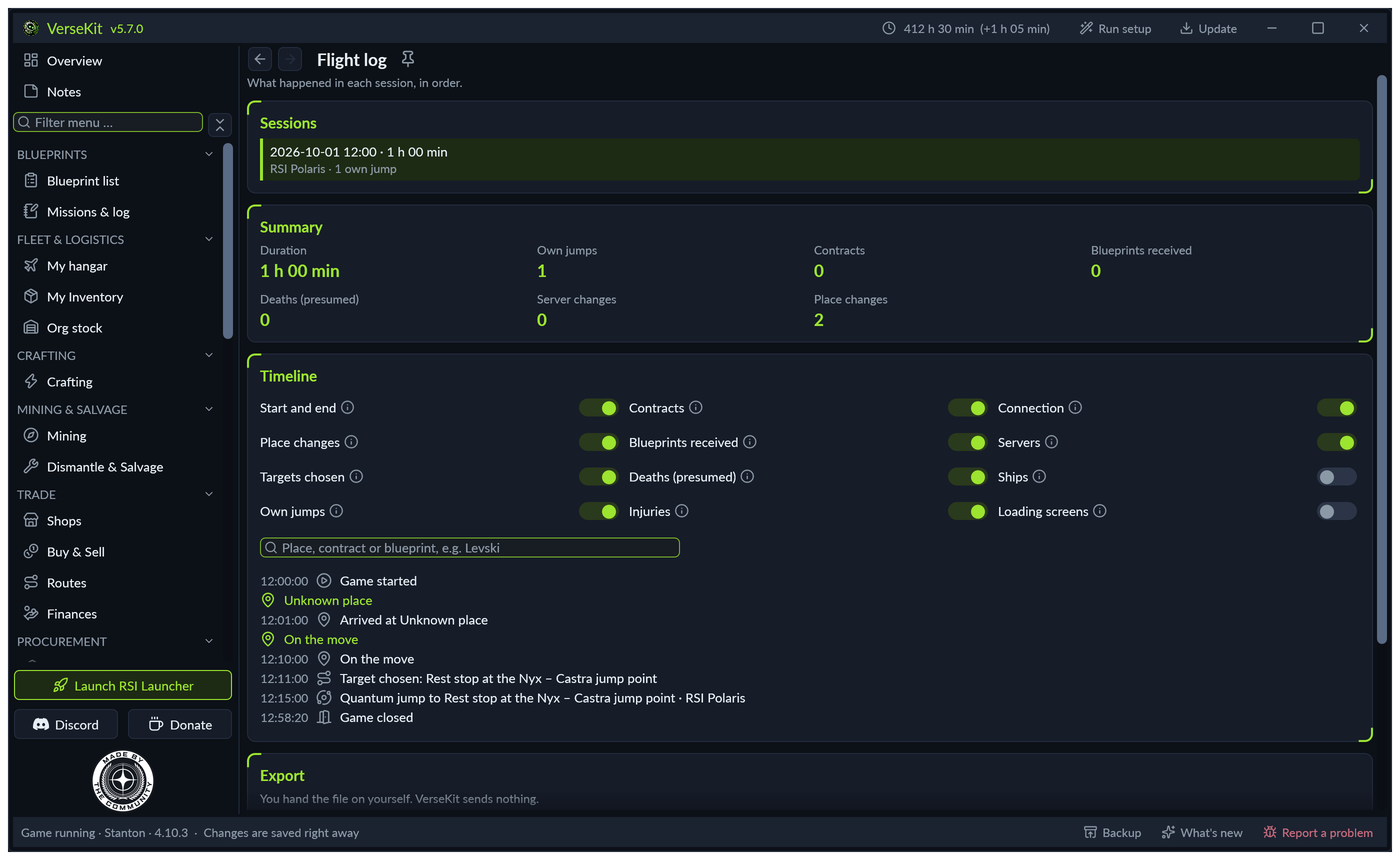 VerseKit v5.7.0
412 h 30 min (+1 h 05 min)
Run setup
Update
Overview
Notes
Filter menu ...
BLUEPRINTS
Blueprint list
Missions & log
FLEET & LOGISTICS
My hangar
My Inventory
Org stock
CRAFTING
Crafting
MINING & SALVAGE
Mining
Dismantle & Salvage
TRADE
Shops
Buy & Sell
Routes
Finances
PROCUREMENT
Launch RSI Launcher
Discord
Donate
MADE BY
THE COMMUNITY
Flight log
What happened in each session, in order.
Sessions
2026-10-01 12:00 · 1 h 00 min
RSI Polaris · 1 own jump
Summary
Duration
1 h 00 min
Own jumps
1
Contracts
0
Blueprints received
0
Deaths (presumed)
0
Server changes
0
Place changes
2
Timeline
Start and end
Contracts
Connection
Place changes
Blueprints received
Servers
Targets chosen
Deaths (presumed)
Ships
Own jumps
Injuries
Loading screens
Place, contract or blueprint, e.g. Levski
12:00:00 Game started
Unknown place
12:01:00 Arrived at Unknown place
On the move
12:10:00 On the move
12:11:00 Target chosen: Rest stop at the Nyx – Castra jump point
12:15:00 Quantum jump to Rest stop at the Nyx – Castra jump point · RSI Polaris
12:58:20 Game closed
Export
You hand the file on yourself. VerseKit sends nothing.
Game running · Stanton · 4.10.3 · Changes are saved right away
Backup
What's new
Report a problem